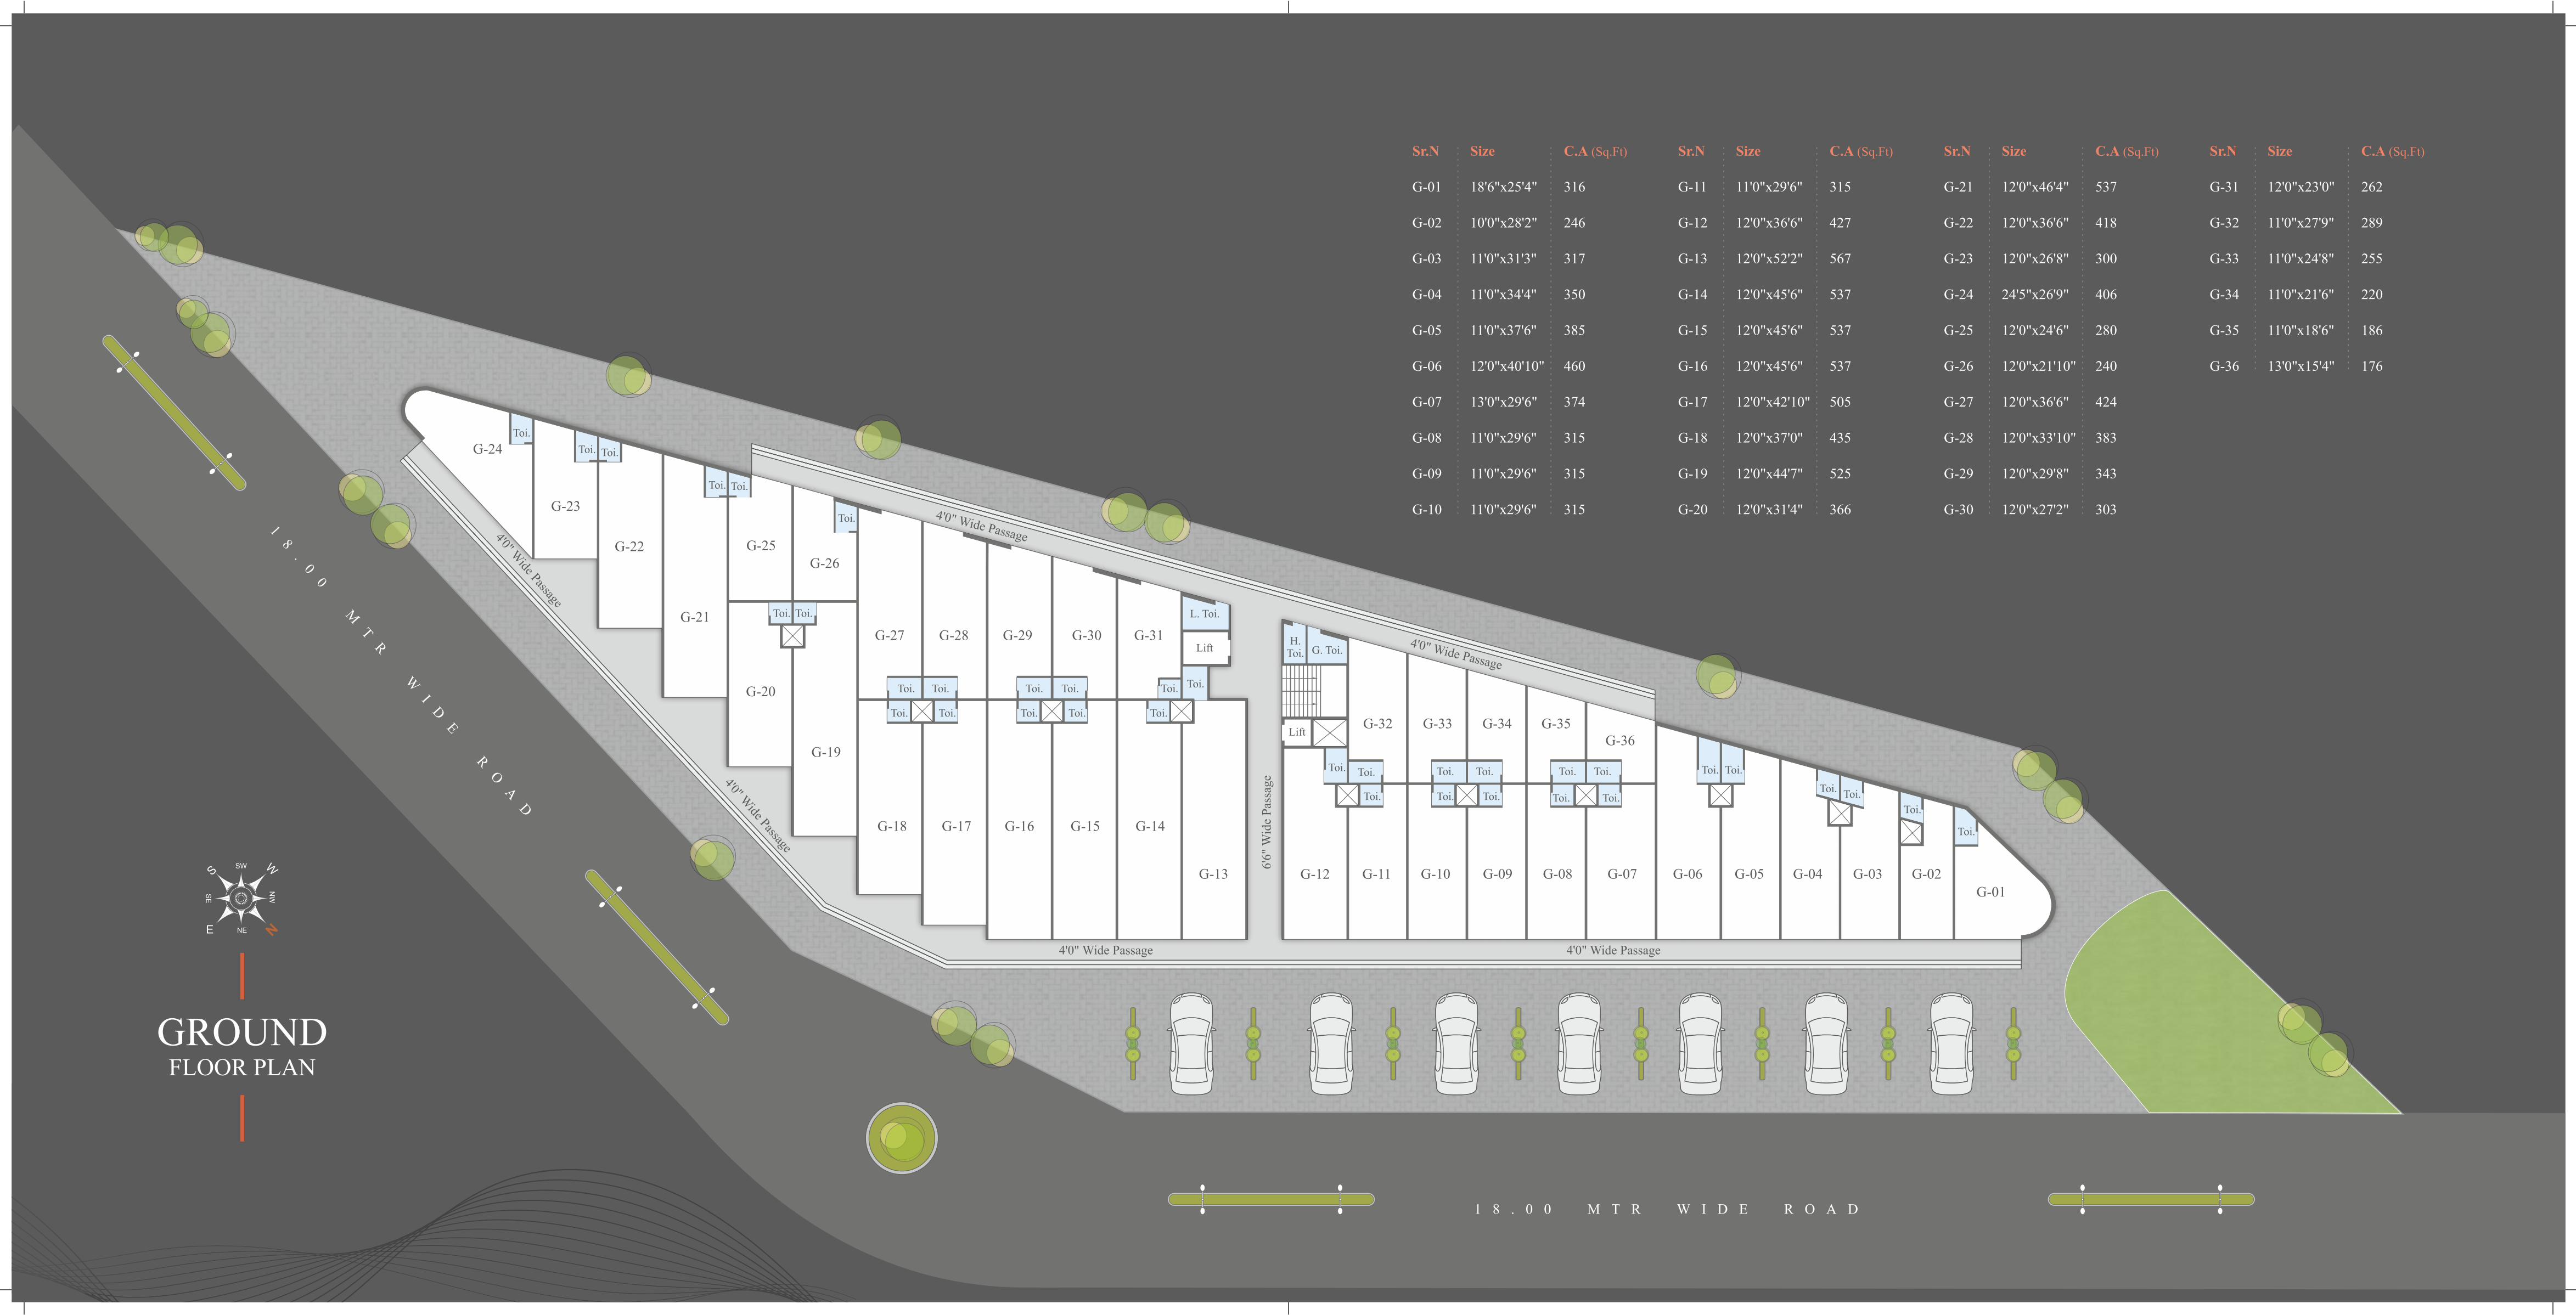 Sr.N Size C.A (Sq.Ft) Sr.N Size C.A (Sq.Ft) Sr.N Size C.A (Sq.Ft) Sr.N Size C.A (Sq.Ft)
G-01 18'6"x25'4" 316 G-11 11'0"x29'6" 315 G-21 12'0"x46'4" 537 G-31 12'0"x23'0" 262
G-02 10'0"x28'2" 246 G-12 12'0"x36'6" 427 G-22 12'0"x36'6" 418 G-32 11'0"x27'9" 289
G-03 11'0"x31'3" 317 G-13 12'0"x52'2" 567 G-23 12'0"x26'8" 300 G-33 11'0"x24'8" 255
G-04 11'0"x34'4" 350 G-14 12'0"x45'6" 537 G-24 24'5"x26'9" 406 G-34 11'0"x21'6" 220
G-05 11'0"x37'6" 385 G-15 12'0"x45'6" 537 G-25 12'0"x24'6" 280 G-35 11'0"x18'6" 186
G-06 12'0"x40'10" 460 G-16 12'0"x45'6" 537 G-26 12'0"x21'10" 240 G-36 13'0"x15'4" 176
G-07 13'0"x29'6" 374 G-17 12'0"x42'10" 505 G-27 12'0"x36'6" 424
G-08 11'0"x29'6" 315 G-18 12'0"x37'0" 435 G-28 12'0"x33'10" 383
G-09 11'0"x29'6" 315 G-19 12'0"x44'7" 525 G-29 12'0"x29'8" 343
G-10 11'0"x29'6" 315 G-20 12'0"x31'4" 366 G-30 12'0"x27'2" 303
Toi.
G-24
Toi. Toi.
Toi. Toi.
G-23
Toi.
4'0" Wide Passage
G-22 G-25
G-26
4'0" Wide Passage
18.00 MTR WIDE ROAD
G-21
Toi. Toi.
L. Toi.
G-27 G-28 G-29 G-30 G-31
Lift
H.
Toi. G. Toi.
4'0" Wide Passage
Toi. Toi. Toi. Toi. Toi. Toi.
G-20
Toi. Toi. Toi. Toi. Toi.
G-32 G-33 G-34 G-35
Lift
G-36
G-19
Toi. Toi. Toi. Toi. Toi. Toi. Toi. Toi.
Toi. Toi. Toi. Toi. Toi.
Toi. Toi.
Toi.
Toi.
4'0" Wide Passage
6'6" Wide Passage
G-18 G-17 G-16 G-15 G-14
G-13 G-12 G-11 G-10 G-09 G-08 G-07 G-06 G-05 G-04 G-03 G-02
G-01
4'0" Wide Passage 4'0" Wide Passage
SW
S W
SE NW
E N
NE
GROUND
FLOOR PLAN
18.00 MTR WIDE ROAD